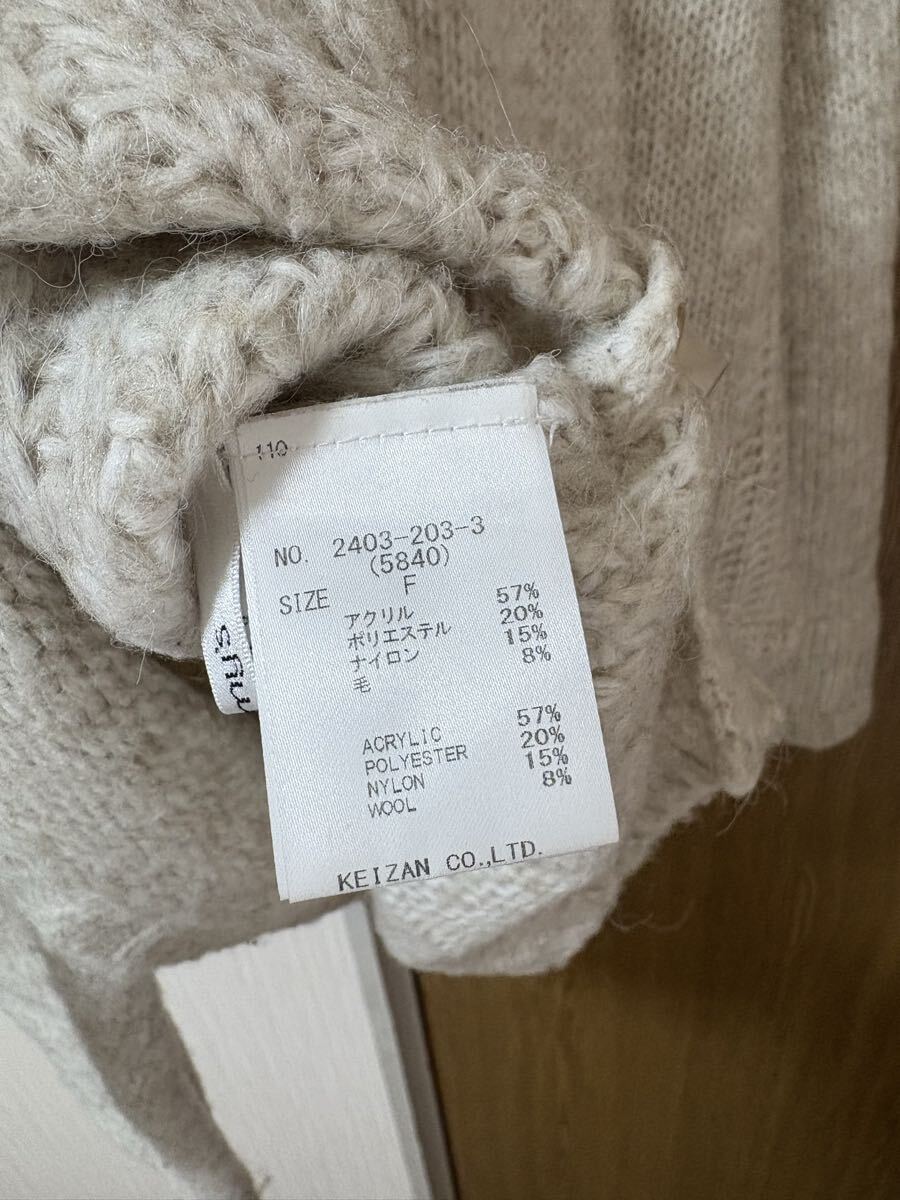 110
NO. 2403-203-3
(5840)
SIZE F
アクリル 57%
ポリエステル 20%
ナイロン 15%
毛 8%
ACRYLIC 57%
POLYESTER 20%
NYLON 15%
WOOL 8%
KEIZAN CO.,LTD.